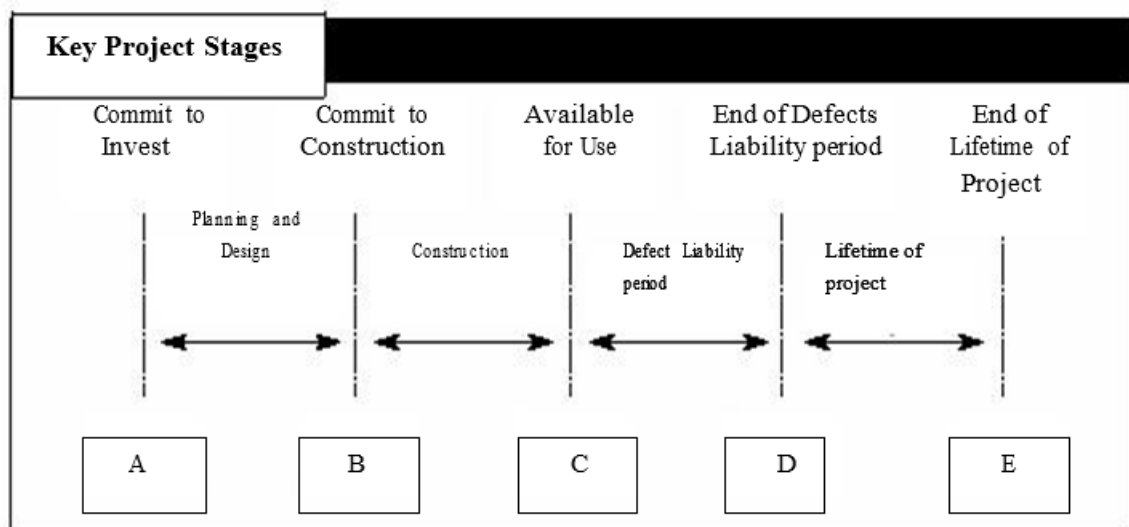 Key Project Stages
Commit to
Invest
Commit to
Construction
Available
for Use
End of Defects
Liability period
End of
Lifetime of
Project
Planning and
Design
Construction
Defect Liability
period
Lifetime of
project
A
B
C
D
E